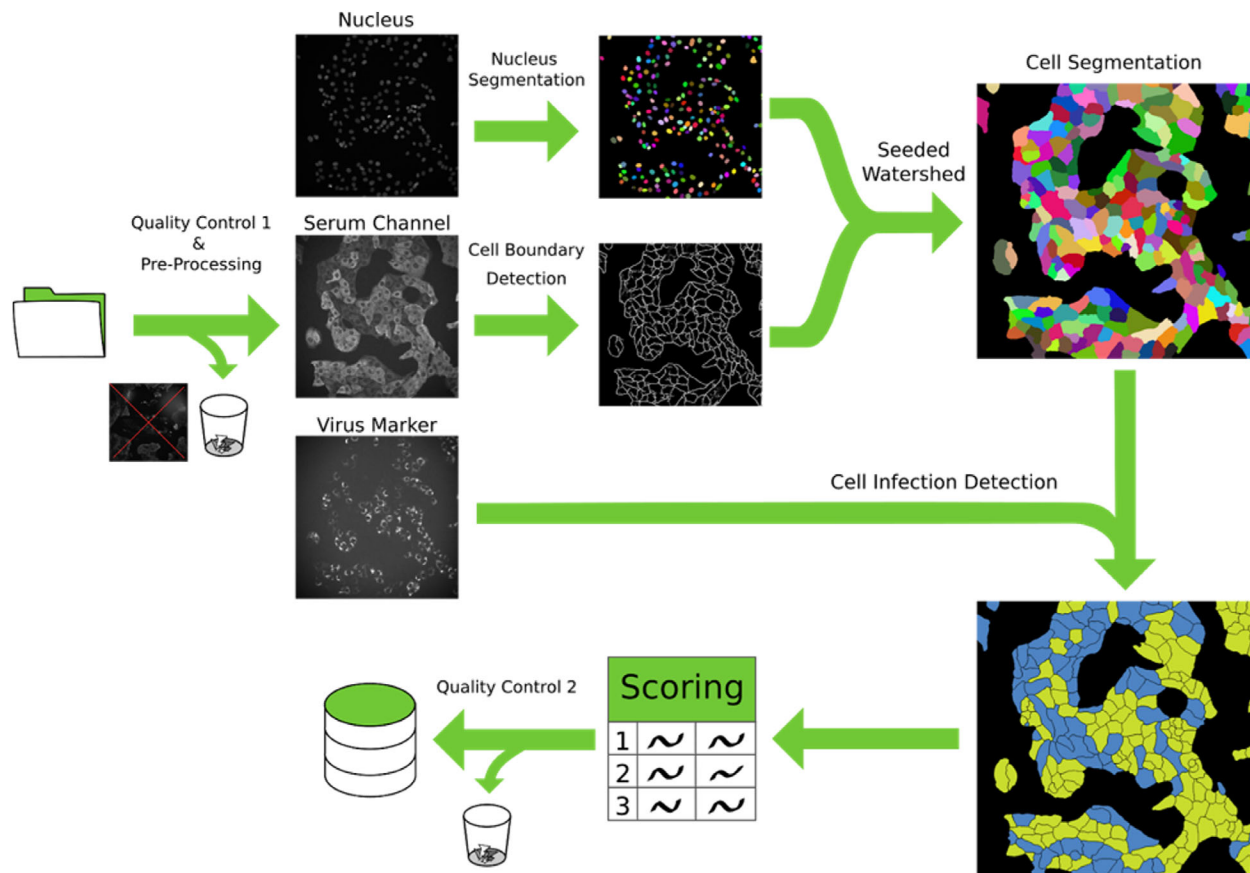 Nucleus
Nucleus
Segmentation
Cell Segmentation
Seeded
Watershed
Quality Control 1
&
Pre-Processing
Serum Channel
Cell Boundary
Detection
Virus Marker
Cell Infection Detection
Quality Control 2
Scoring
1
2
3